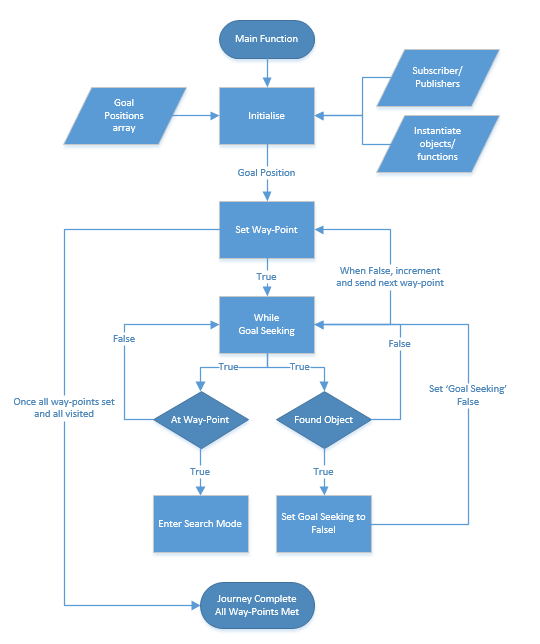 Main Function
Goal
Positions
array
Initialise
Subscriber/
Publishers
Instantiate
objects/
functions
Goal Position
Set Way-Point
True
When False, increment
and send next way-point
While
Goal Seeking
False
False
True
True
Once all way-points set
and all visited
At Way-Point
Found Object
Set ‘Goal Seeking’
False
True
True
Enter Search Mode
Set Goal Seeking to
Falsel
Journey Complete
All Way-Points Met